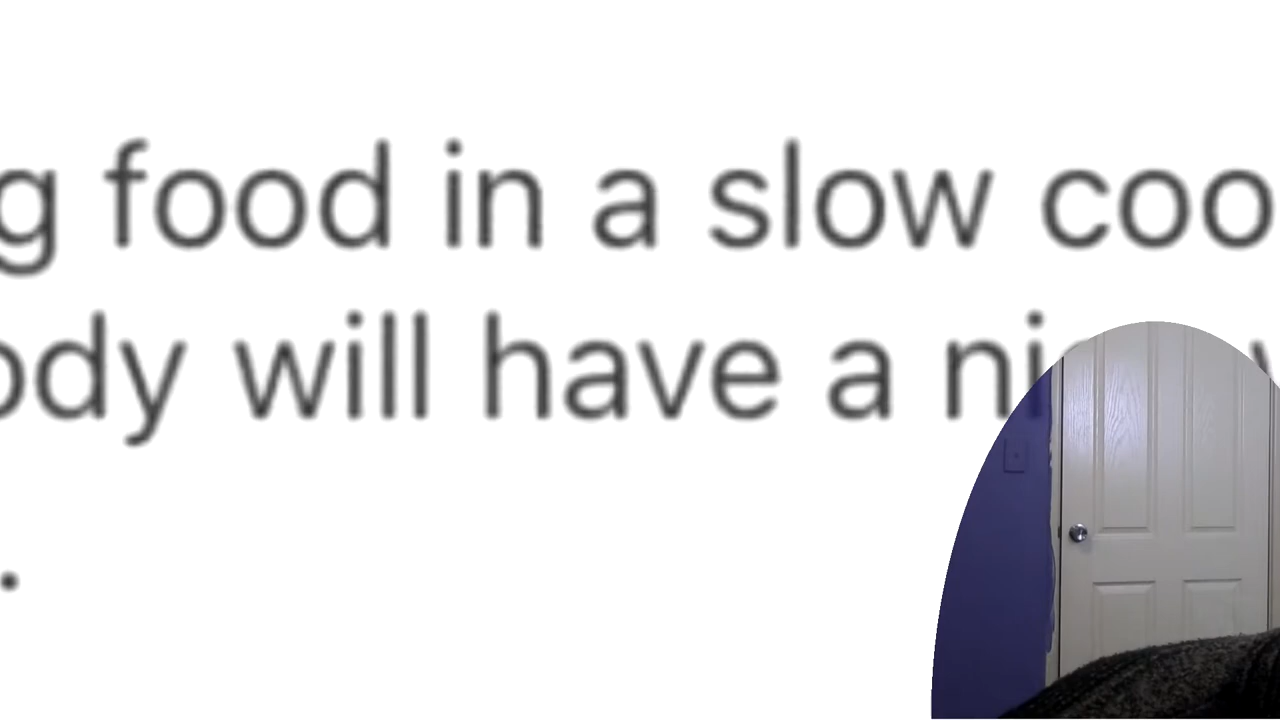 g food in a slow coo
ody will have a ni
.